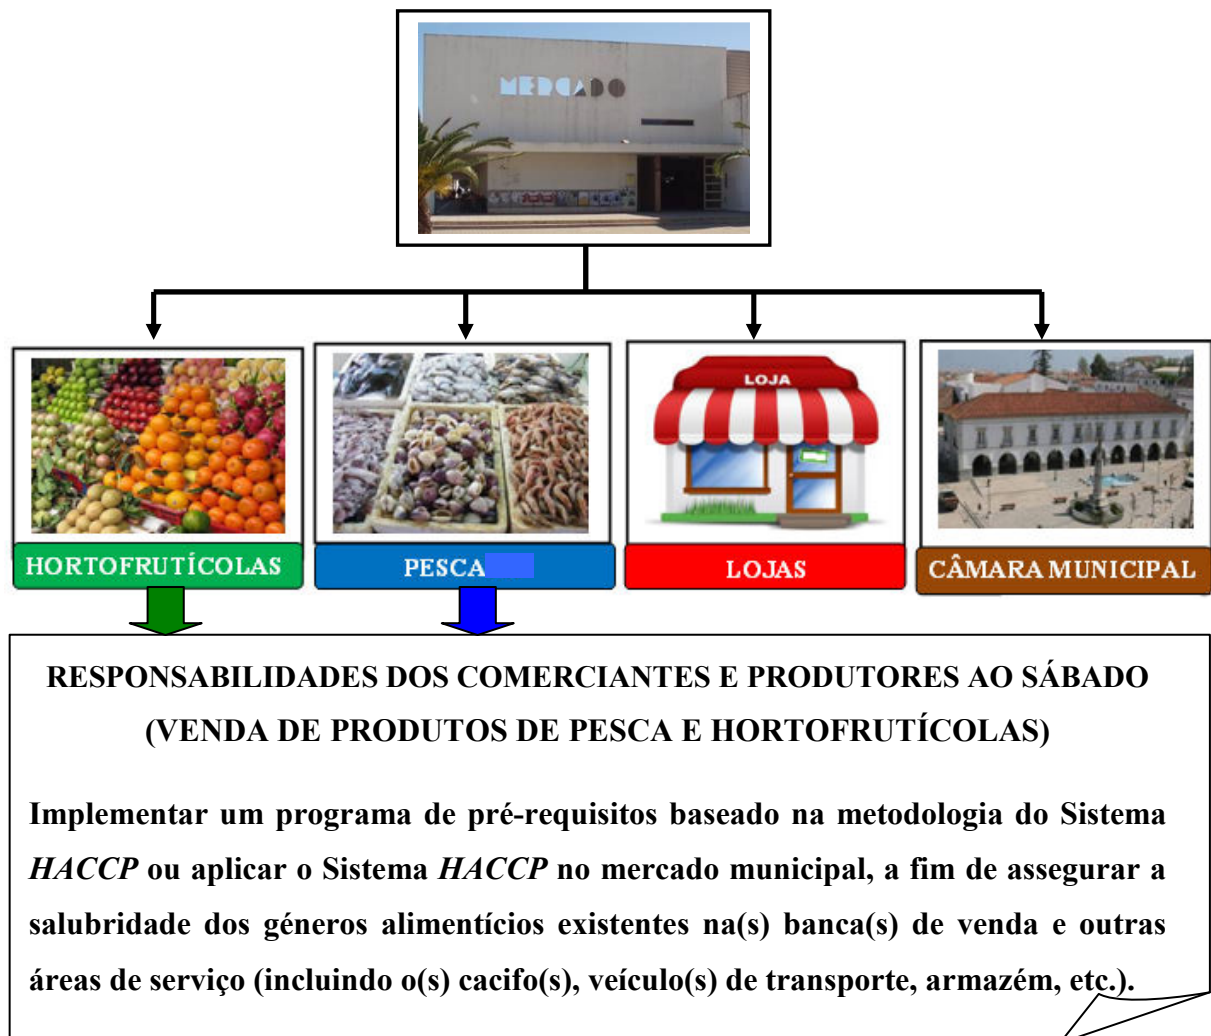 MERCADO
LOJA
HORTOFRUTÍCOLAS
PESCA
LOJAS
CÂMARA MUNICIPAL
RESPONSABILIDADES DOS COMERCIANTES E PRODUTORES AO SÁBADO
(VENDA DE PRODUTOS DE PESCA E HORTOFRUTÍCOLAS)
Implementar um programa de pré-requisitos baseado na metodologia do Sistema
HACCP ou aplicar o Sistema HACCP no mercado municipal, a fim de assegurar a
salubridade dos géneros alimentícios existentes na(s) banca(s) de venda e outras
áreas de serviço (incluindo o(s) cacifo(s), veículo(s) de transporte, armazém, etc.).